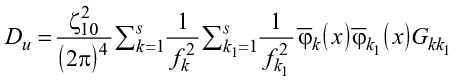 $D_u = \frac{\zeta_{10}^2}{(2\pi)^4} \sum_{k=1}^{s} \frac{1}{f_k^2} \sum_{k_1=1}^{s} \frac{1}{f_{k_1}^2} \overline{\varphi}_k(x) \overline{\varphi}_{k_1}(x) G_{kk_1}$